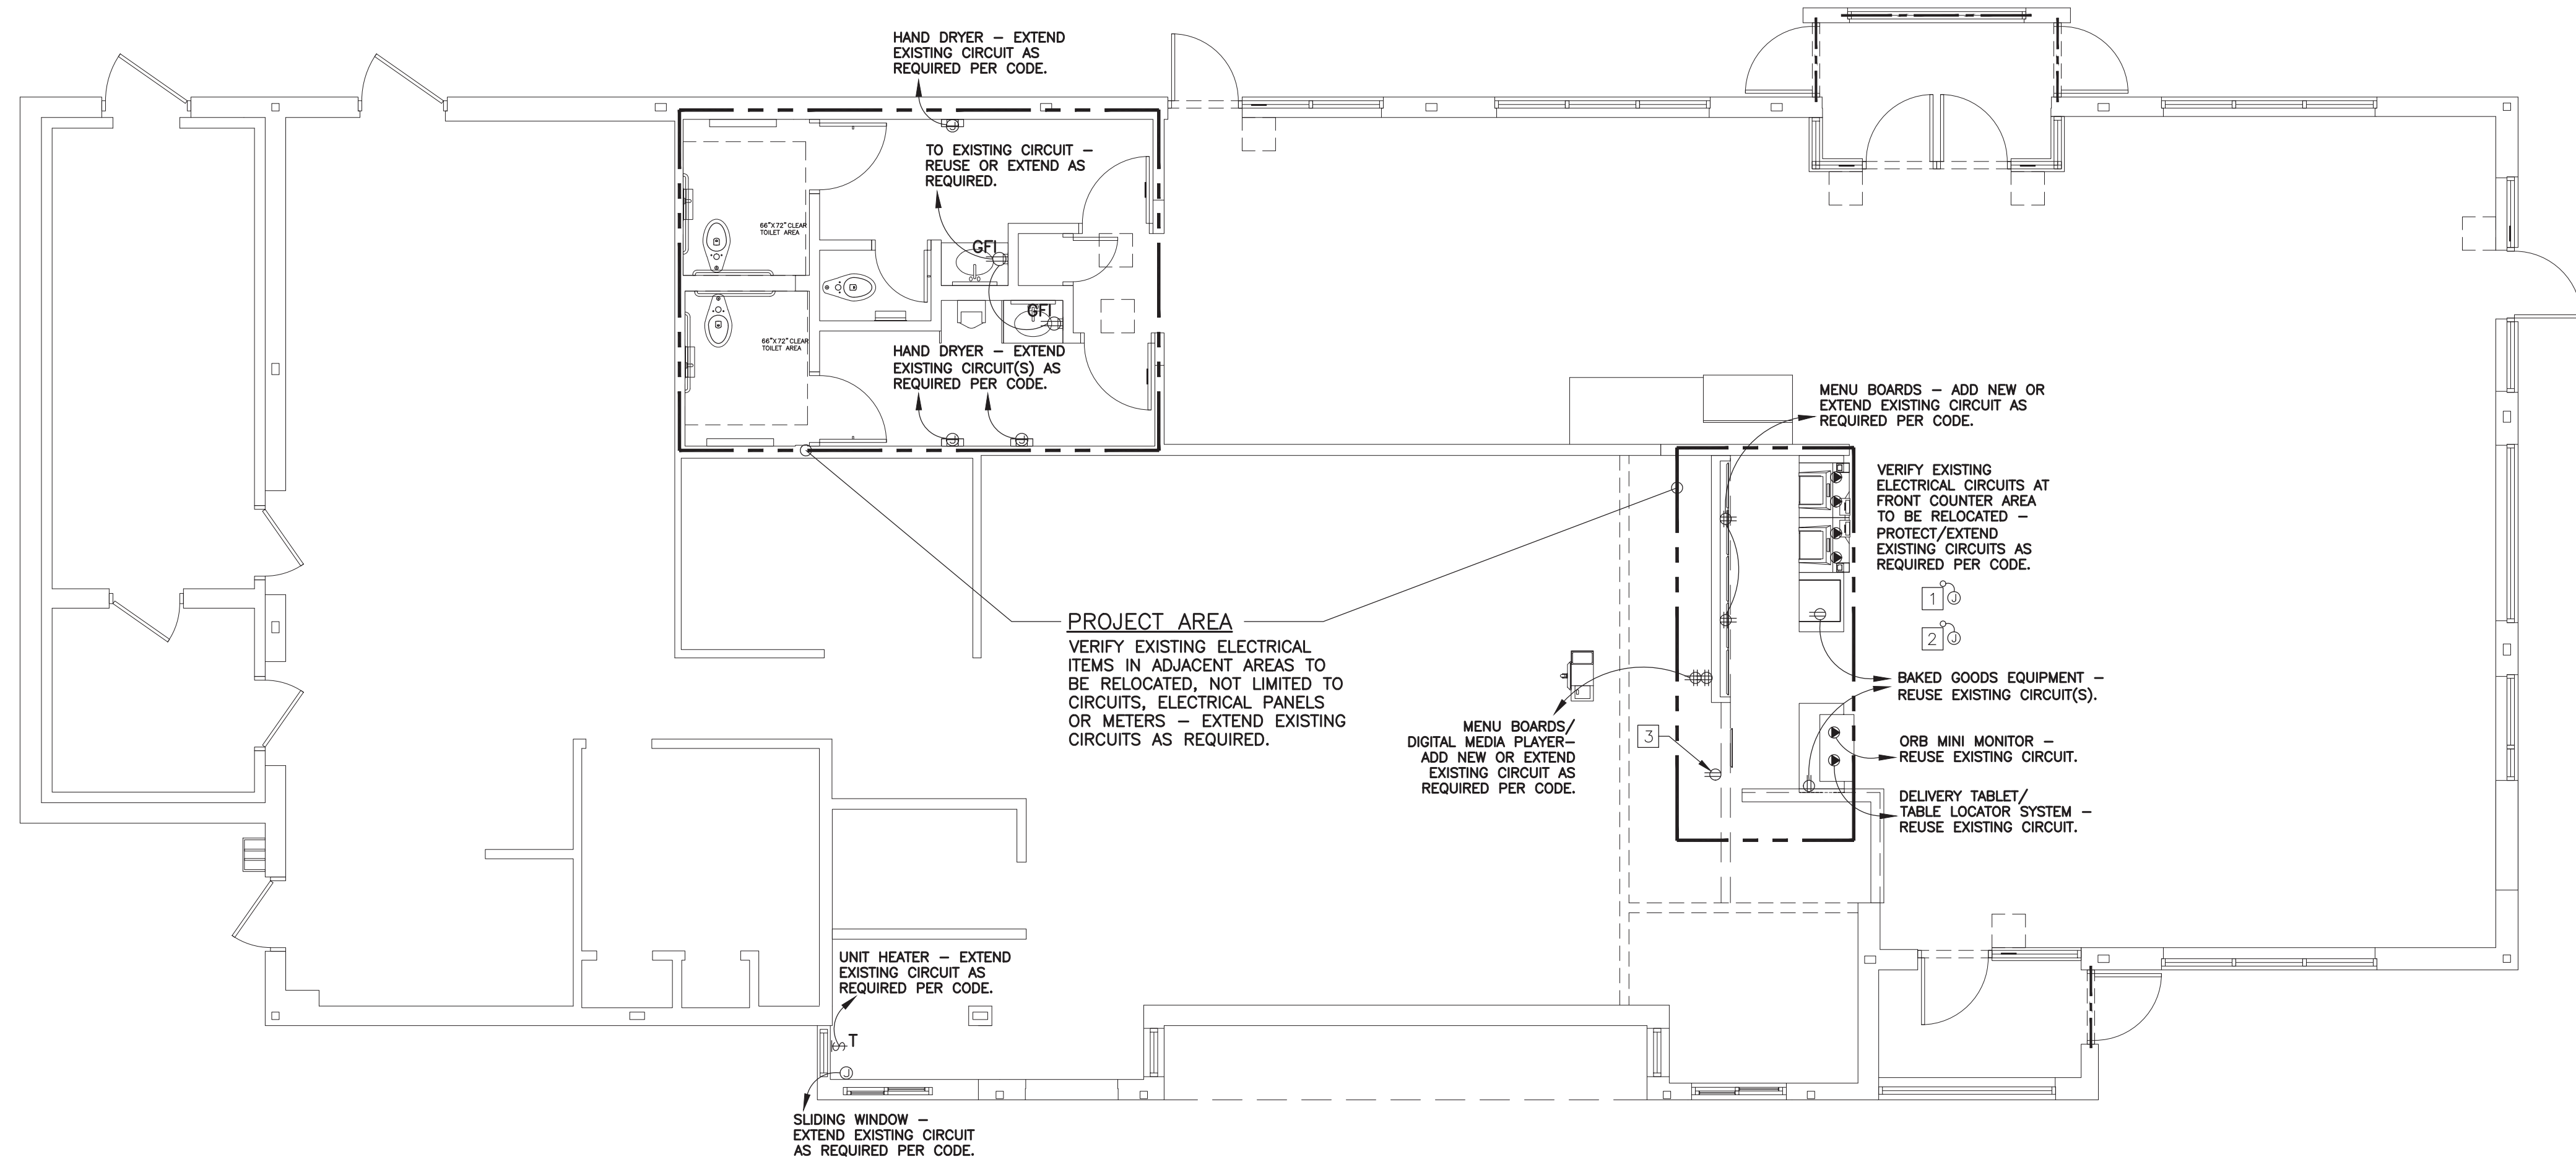 HAND DRYER – EXTEND
EXISTING CIRCUIT AS
REQUIRED PER CODE.
TO EXISTING CIRCUIT –
REUSE OR EXTEND AS
REQUIRED.
66"X72" CLEAR
TOILET AREA
GFI
GFI
66"X72" CLEAR
TOILET AREA
HAND DRYER – EXTEND
EXISTING CIRCUIT(S) AS
REQUIRED PER CODE.
J
J
J
MENU BOARDS – ADD NEW OR
EXTEND EXISTING CIRCUIT AS
REQUIRED PER CODE.
VERIFY EXISTING
ELECTRICAL CIRCUITS AT
FRONT COUNTER AREA
TO BE RELOCATED –
PROTECT/EXTEND
EXISTING CIRCUITS AS
REQUIRED PER CODE.
1 J
2 J
PROJECT AREA
VERIFY EXISTING ELECTRICAL
ITEMS IN ADJACENT AREAS TO
BE RELOCATED, NOT LIMITED TO
CIRCUITS, ELECTRICAL PANELS
OR METERS – EXTEND EXISTING
CIRCUITS AS REQUIRED.
BAKED GOODS EQUIPMENT –
REUSE EXISTING CIRCUIT(S).
MENU BOARDS/
DIGITAL MEDIA PLAYER–
ADD NEW OR EXTEND
EXISTING CIRCUIT AS
REQUIRED PER CODE.
3
ORB MINI MONITOR –
REUSE EXISTING CIRCUIT.
DELIVERY TABLET/
TABLE LOCATOR SYSTEM –
REUSE EXISTING CIRCUIT.
UNIT HEATER – EXTEND
EXISTING CIRCUIT AS
REQUIRED PER CODE.
T
J
SLIDING WINDOW –
EXTEND EXISTING CIRCUIT
AS REQUIRED PER CODE.